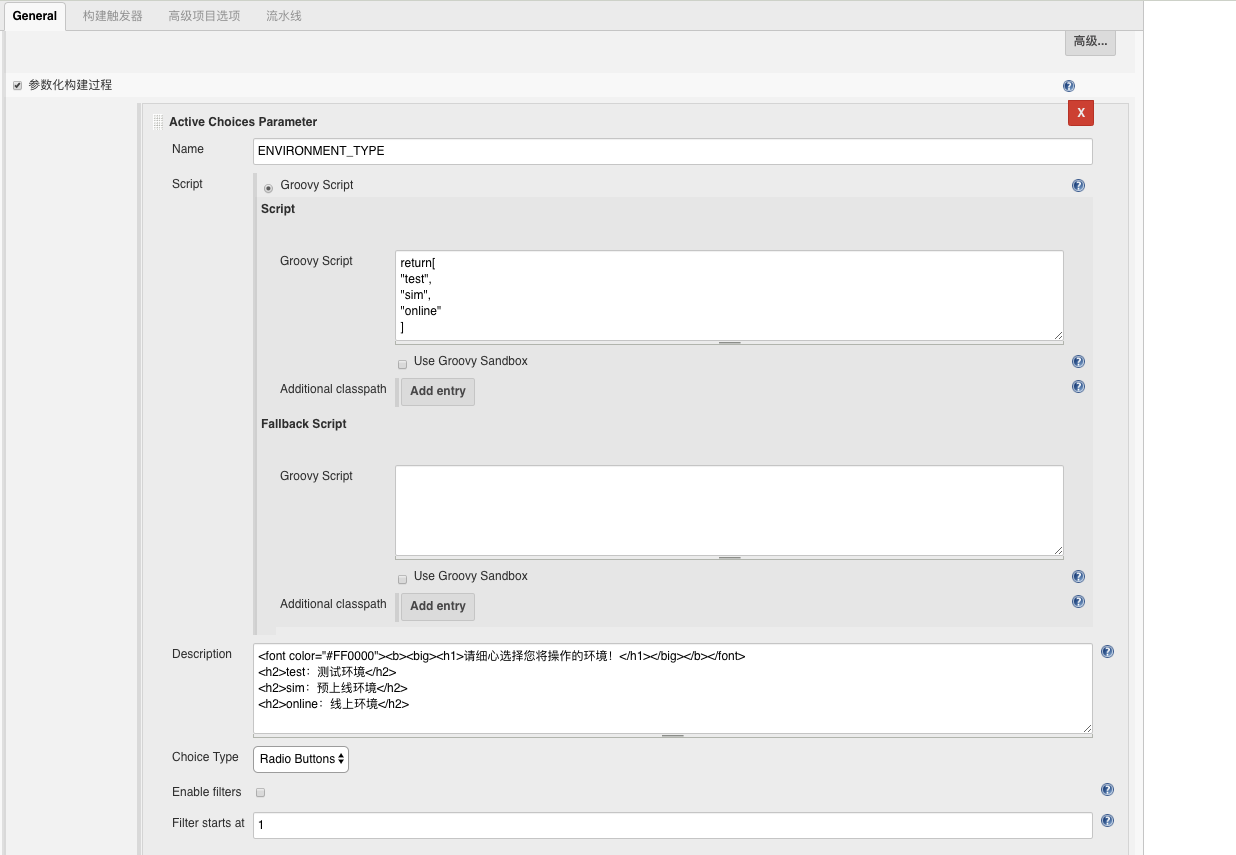 General 构建触发器 高级项目选项 流水线
高级...
参数化构建过程
Active Choices Parameter
X
Name ENVIRONMENT_TYPE
Script Groovy Script
Script
Groovy Script
return[
"test",
"sim",
"online"
]
Use Groovy Sandbox
Additional classpath Add entry
Fallback Script
Groovy Script
Use Groovy Sandbox
Additional classpath Add entry
Description
<font color="#FF0000"><b><big><h1>请细心选择您将操作的环境！</h1></big></b></font>
<h2>test：测试环境</h2>
<h2>sim：预上线环境</h2>
<h2>online：线上环境</h2>
Choice Type Radio Buttons
Enable filters
Filter starts at 1